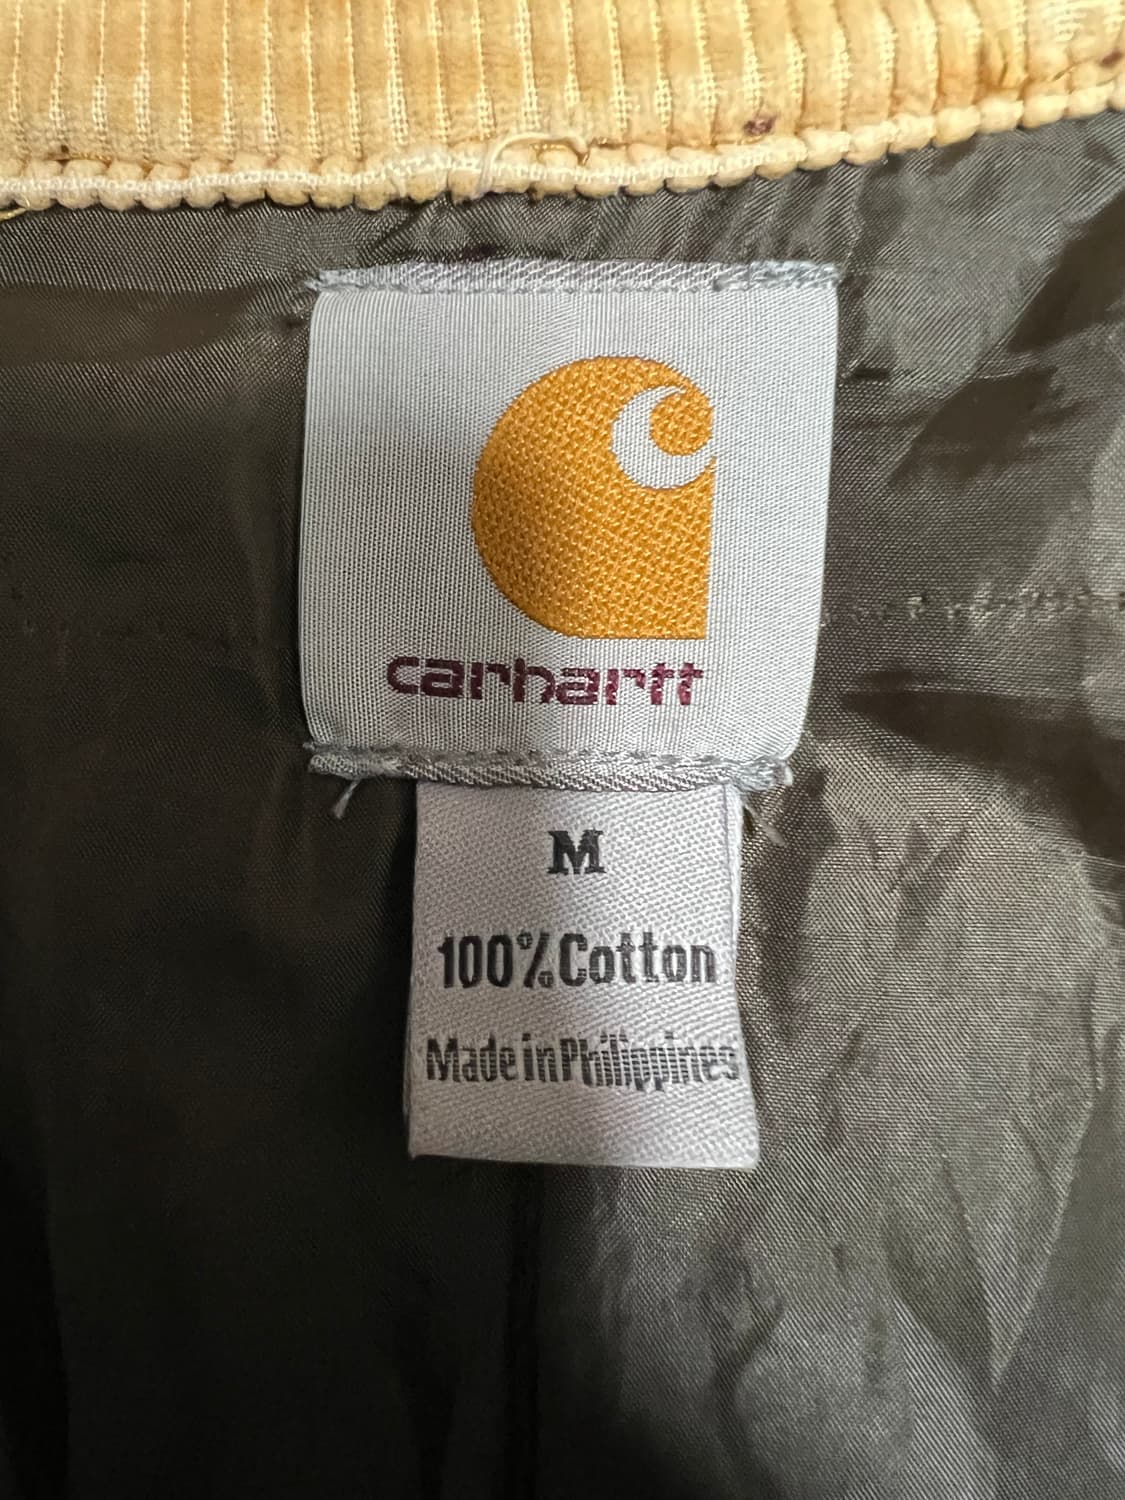 carhartt
M
100% Cotton
Made in Philippines